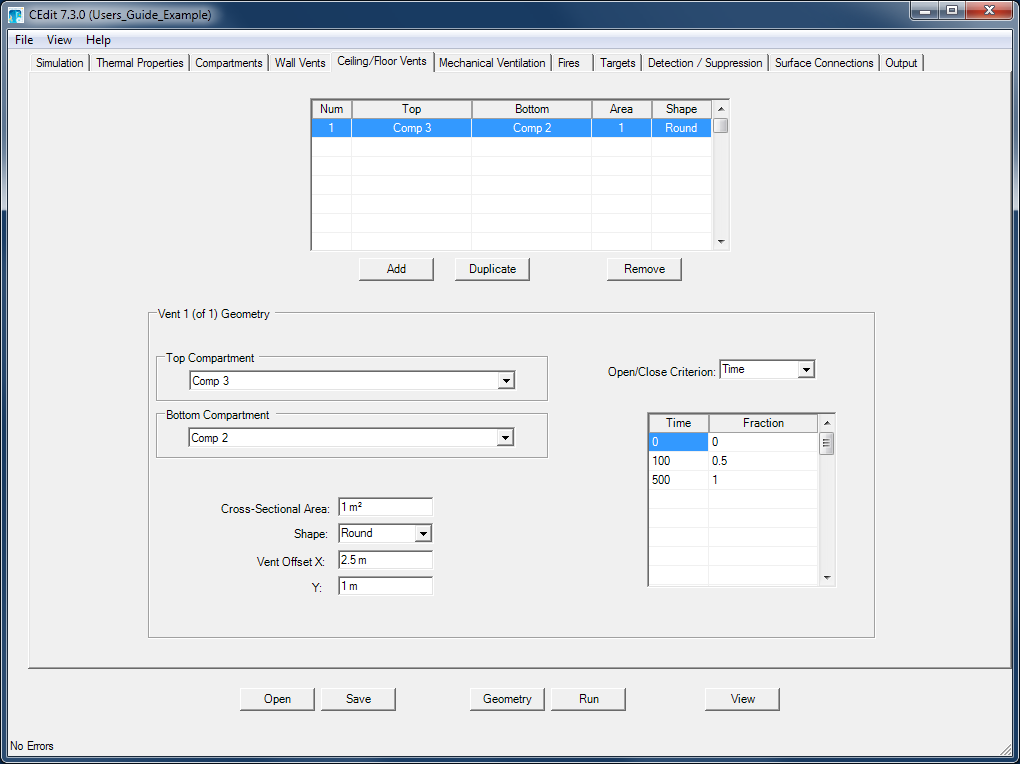 CEdit 7.3.0 (Users_Guide_Example)
File View Help
Simulation Thermal Properties Compartments Wall Vents Ceiling/Floor Vents Mechanical Ventilation Fires Targets Detection / Suppression Surface Connections Output
Num Top Bottom Area Shape
1 Comp 3 Comp 2 1 Round
Add Duplicate Remove
Vent 1 (of 1) Geometry
Top Compartment
Comp 3
Bottom Compartment
Comp 2
Cross-Sectional Area: 1 m²
Shape: Round
Vent Offset X: 2.5 m
Y: 1 m
Open/Close Criterion: Time
Time Fraction
0 0
100 0.5
500 1
Open Save Geometry Run View
No Errors